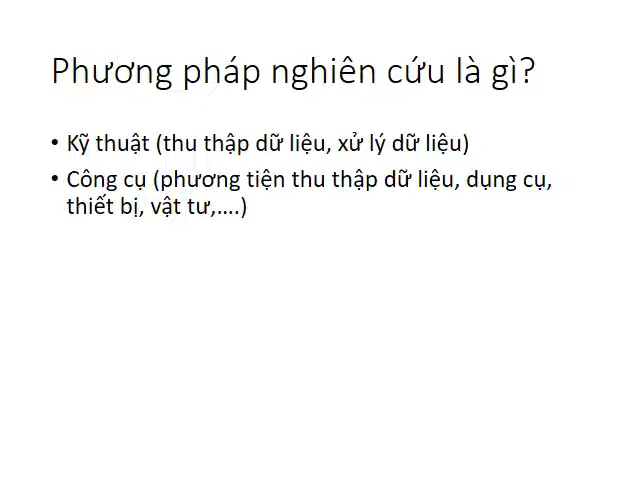 Phương pháp nghiên cứu là gì?
• Kỹ thuật (thu thập dữ liệu, xử lý dữ liệu)
• Công cụ (phương tiện thu thập dữ liệu, dụng cụ,
thiết bị, vật tư,....)